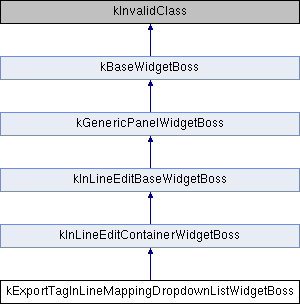 kInvalidClass
kBaseWidgetBoss
kGenericPanelWidgetBoss
kInLineEditBaseWidgetBoss
kInLineEditContainerWidgetBoss
kExportTagInLineMappingDropdownListWidgetBoss